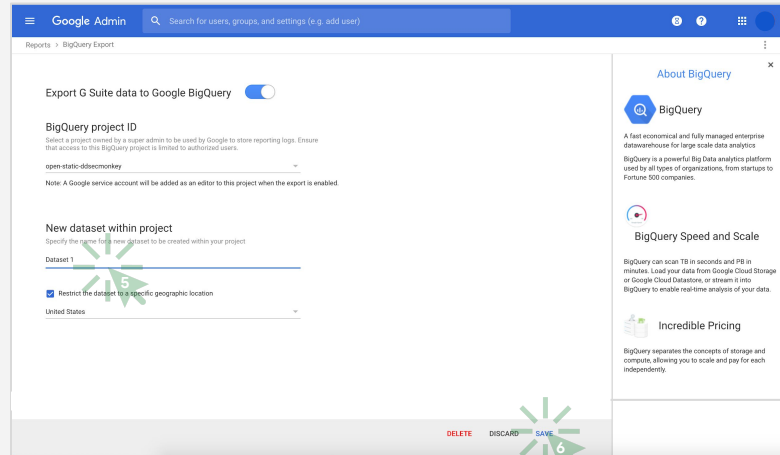 Google Admin
Search for users, groups, and settings (e.g. add user)
8
?
Reports > BigQuery Export
Export G Suite data to Google BigQuery
BigQuery project ID
Select a project owned by a super admin to be used by Google to store reporting logs. Ensure
that access to this BigQuery project is limited to authorized users.
open-static-ddsecmonkey
Note: A Google service account will be added as an editor to this project when the export is enabled.
New dataset within project
Specify the name for a new dataset to be created within your project
Dataset 1
5
Restrict the dataset to a specific geographic location
United States
DELETE DISCARD SAVE
6
About BigQuery
BigQuery
A fast economical and fully managed enterprise
datawarehouse for large scale data analytics
BigQuery is a powerful Big Data analytics platform
used by all types of organizations, from startups to
Fortune 500 companies.
BigQuery Speed and Scale
BigQuery can scan TB in seconds and PB in
minutes. Load your data from Google Cloud Storage
or Google Cloud Datastore, or stream it into
BigQuery to enable real-time analysis of your data.
Incredible Pricing
BigQuery separates the concepts of storage and
compute, allowing you to scale and pay for each
independently.